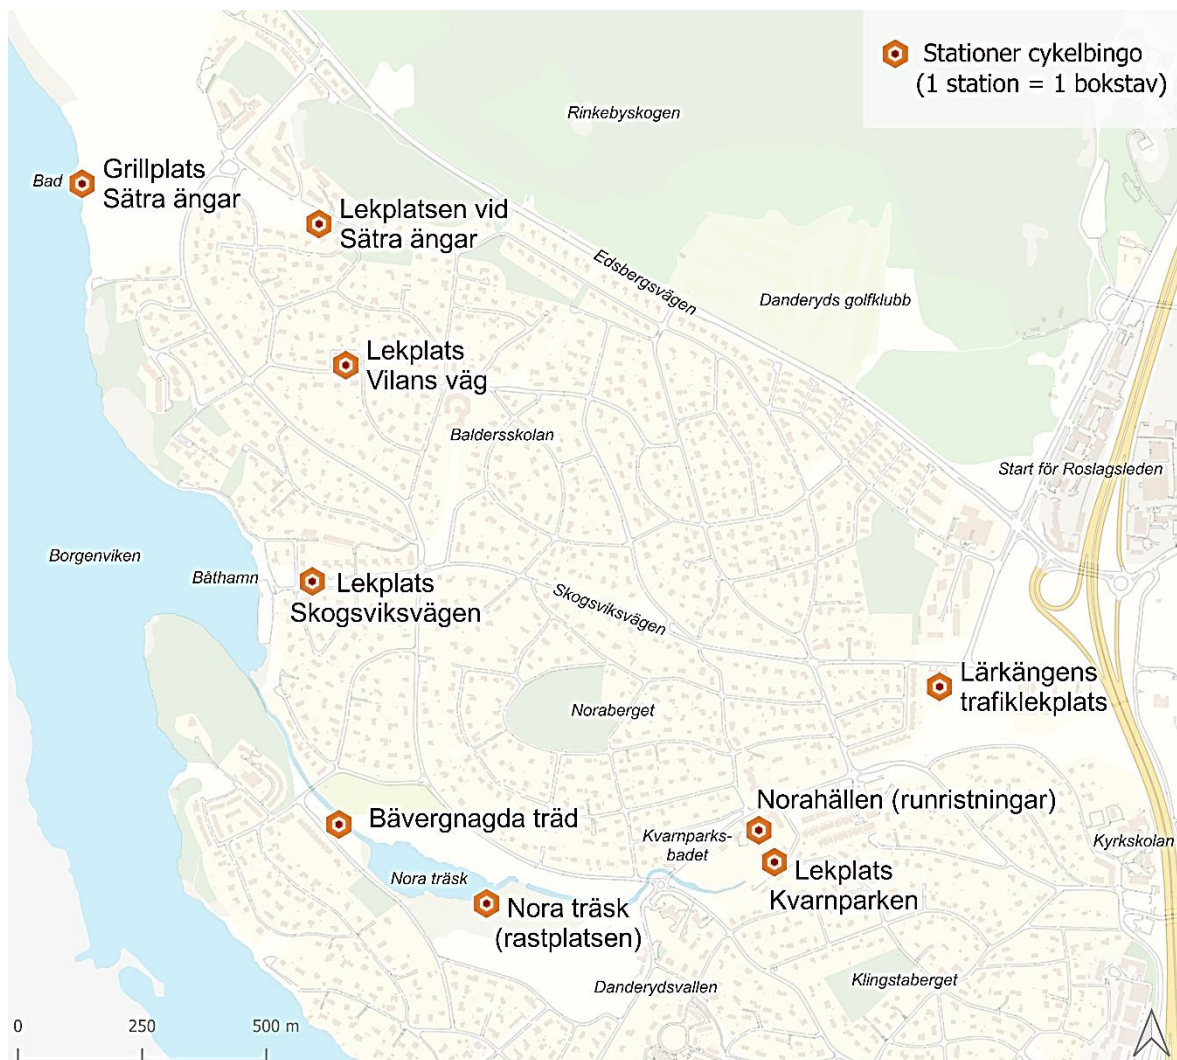 Stationer cykelbingo
(1 station = 1 bokstav)
Rinkebyskogen
Bad
Grillplats
Sätra ängar
Lekplatsen vid
Sätra ängar
Edsbergsvägen
Danderyds golfklubb
Lekplats
Vilans väg
Baldersskolan
Start för Roslagsleden
Borgenviken
Båthamn
Lekplats
Skogsviksvägen
Skogsviksvägen
Lärkängens
trafiklekplats
Noraberget
Norahällen (runristningar)
Bävergnagda träd
Kvarnparks-
badet
Kyrkskolan
Lekplats
Kvarnparken
Nora träsk
Nora träsk
(rastplatsen)
Klingstaberget
Danderydsvallen
0 250 500 m